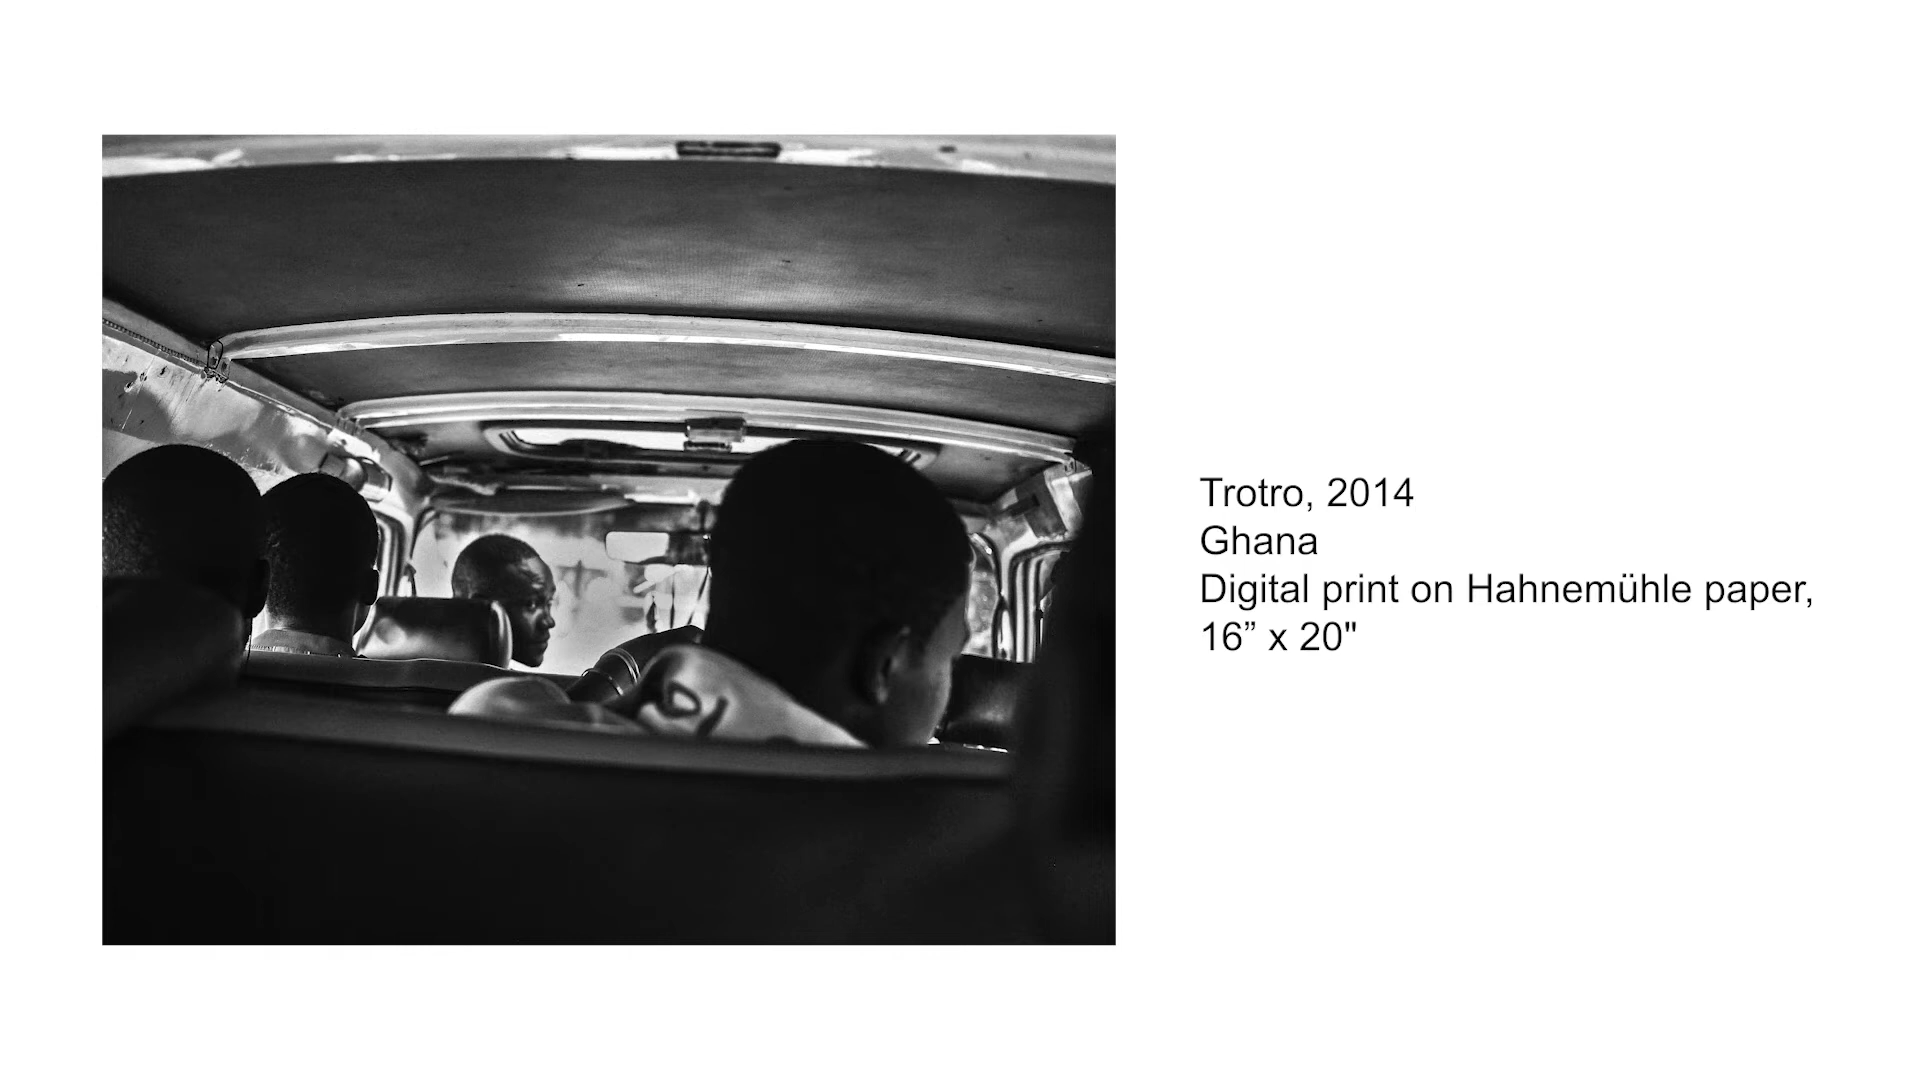 Trotro, 2014
Ghana
Digital print on Hahnemühle paper,
16” x 20"